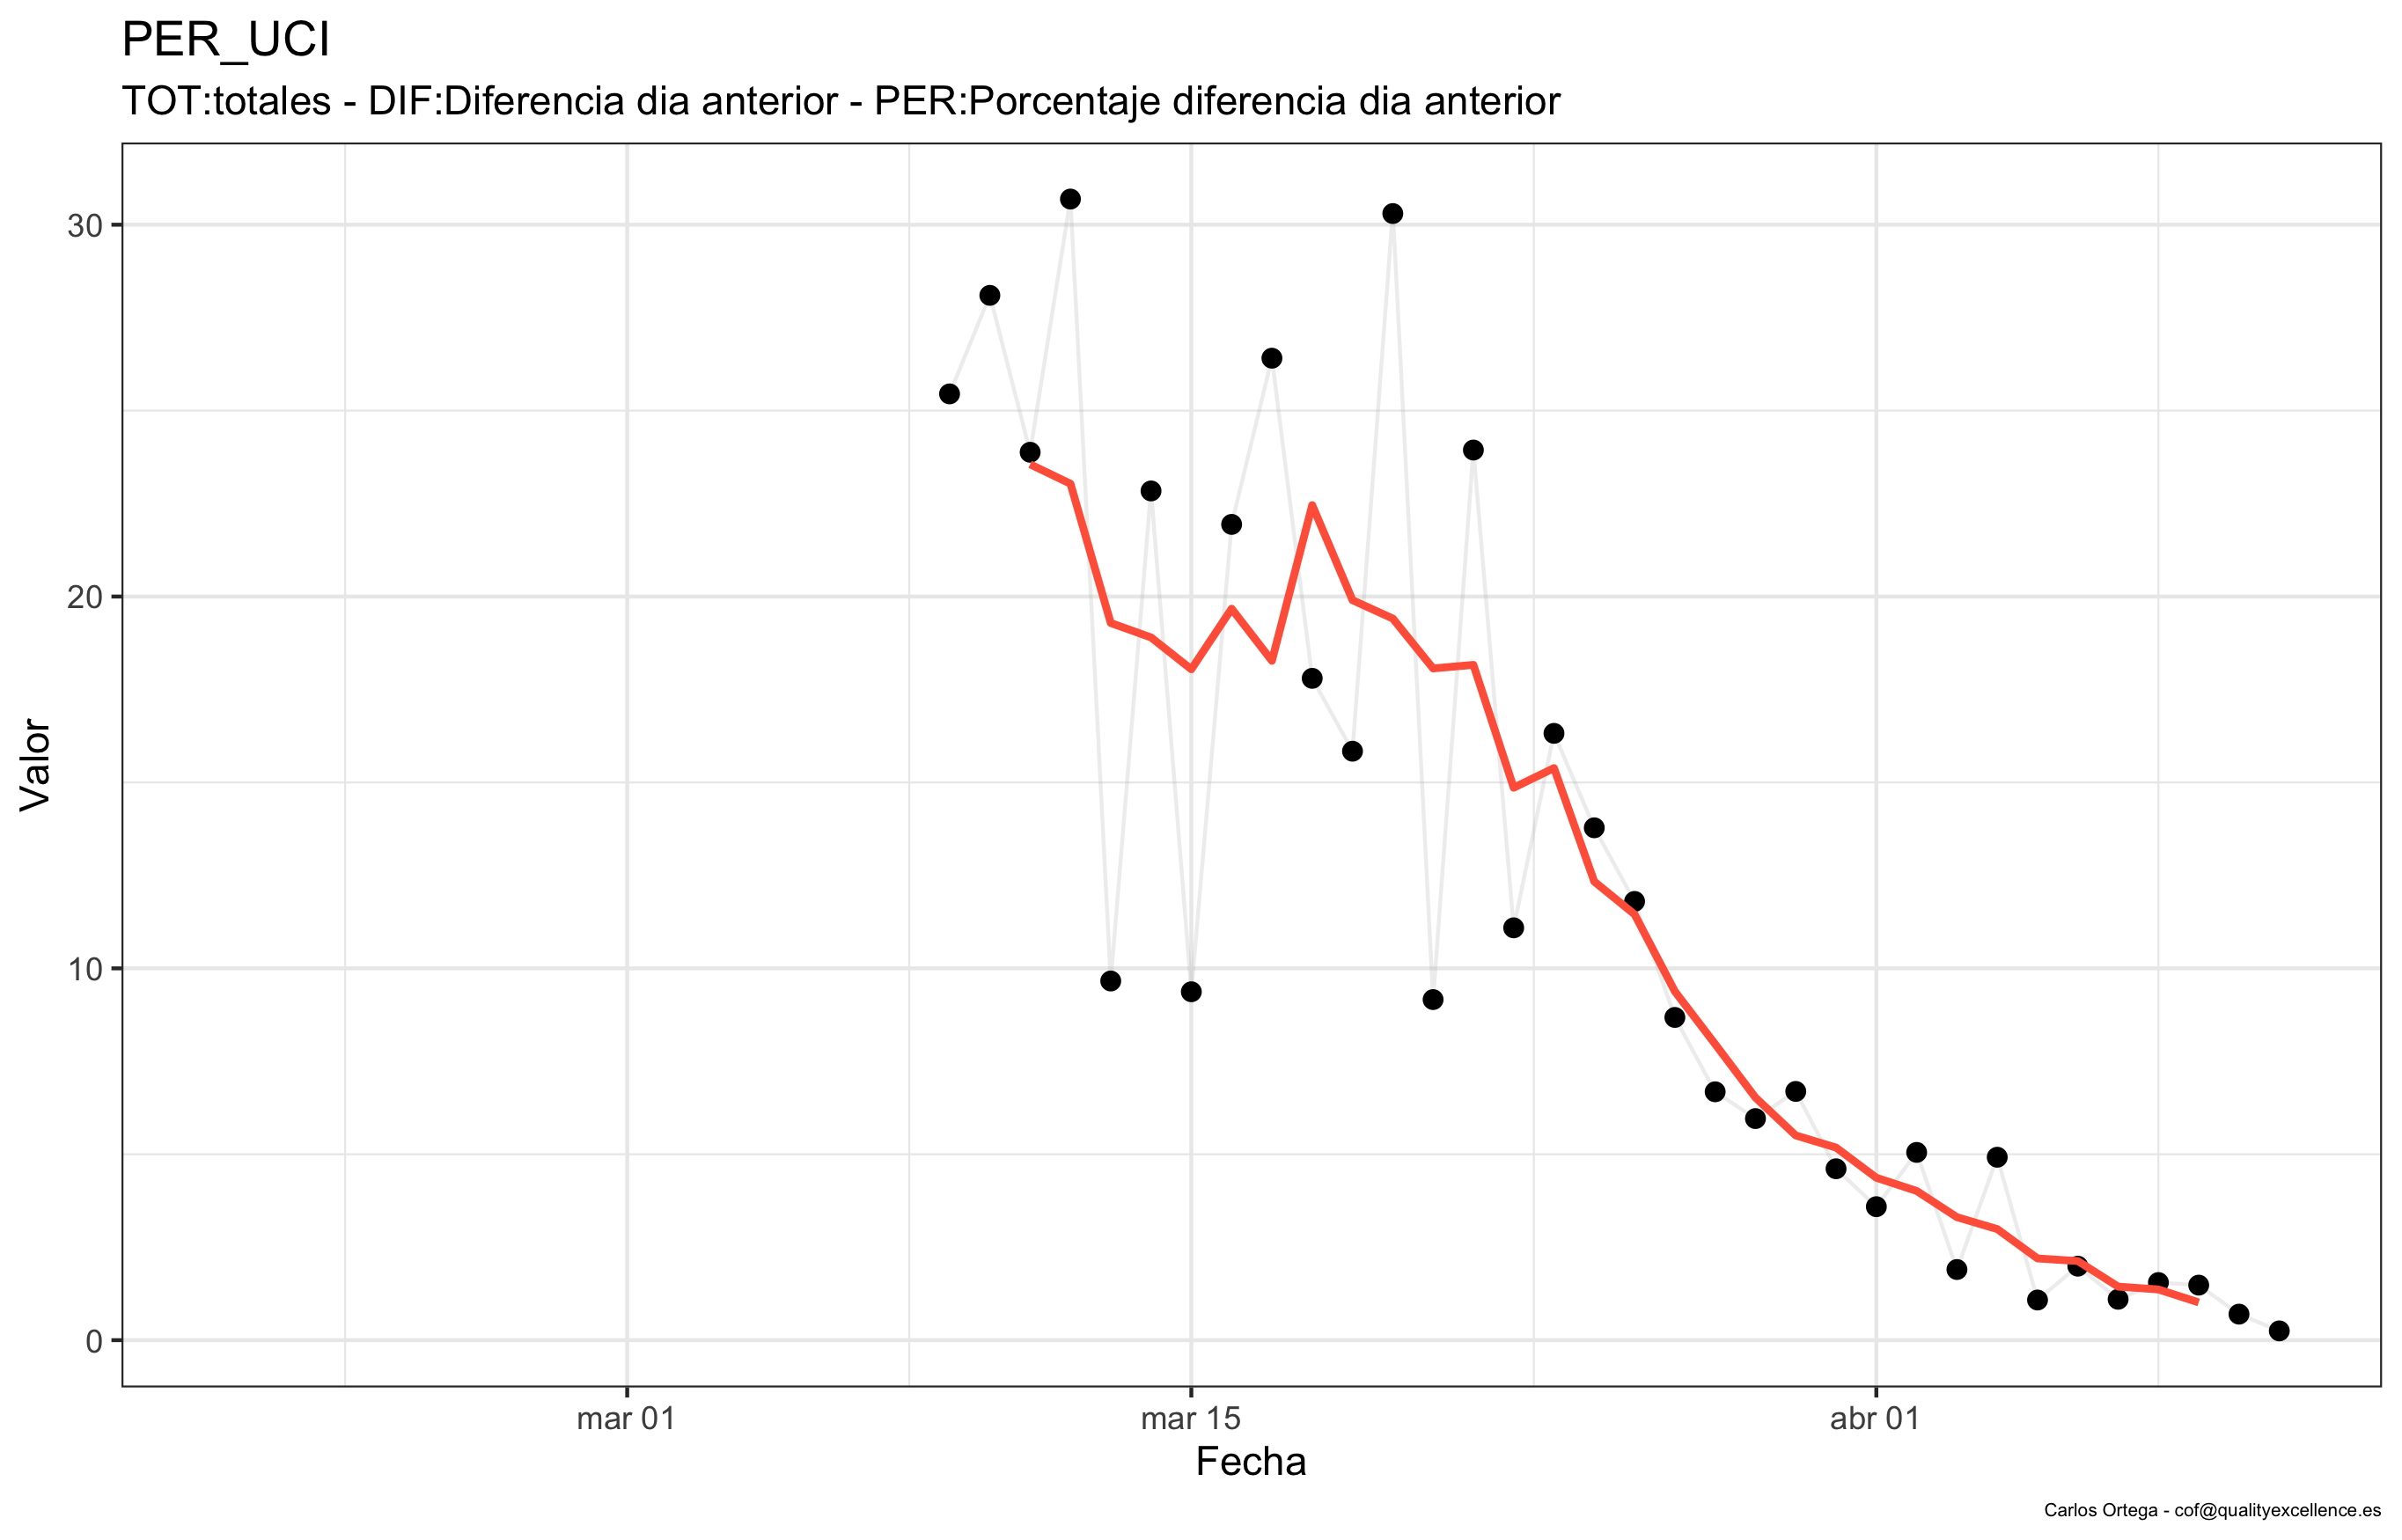 PER_UCI
TOT:totales - DIF:Diferencia dia anterior - PER:Porcentaje diferencia dia anterior
30
20
10
0
Valor
mar 01
mar 15
abr 01
Fecha
Carlos Ortega - cof@qualityexcellence.es